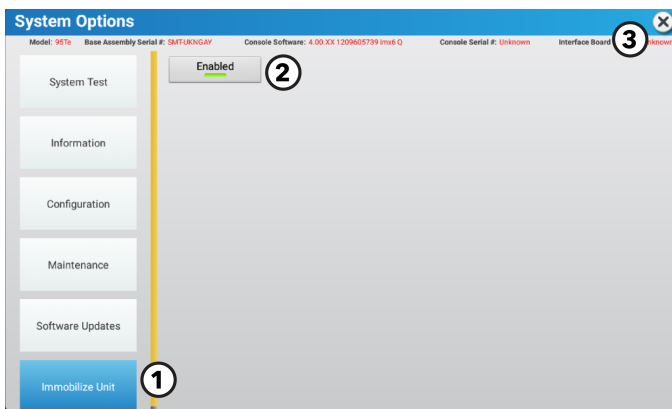 System Options
Model: 95Te Base Assembly Serial #: SMT-UKNGAY Console Software: 4.00.XX 1209605739 imx6 Q Console Serial #: Unknown Interface Board
3
Enabled
2
System Test
Information
Configuration
Maintenance
Software Updates
Immobilize Unit
1